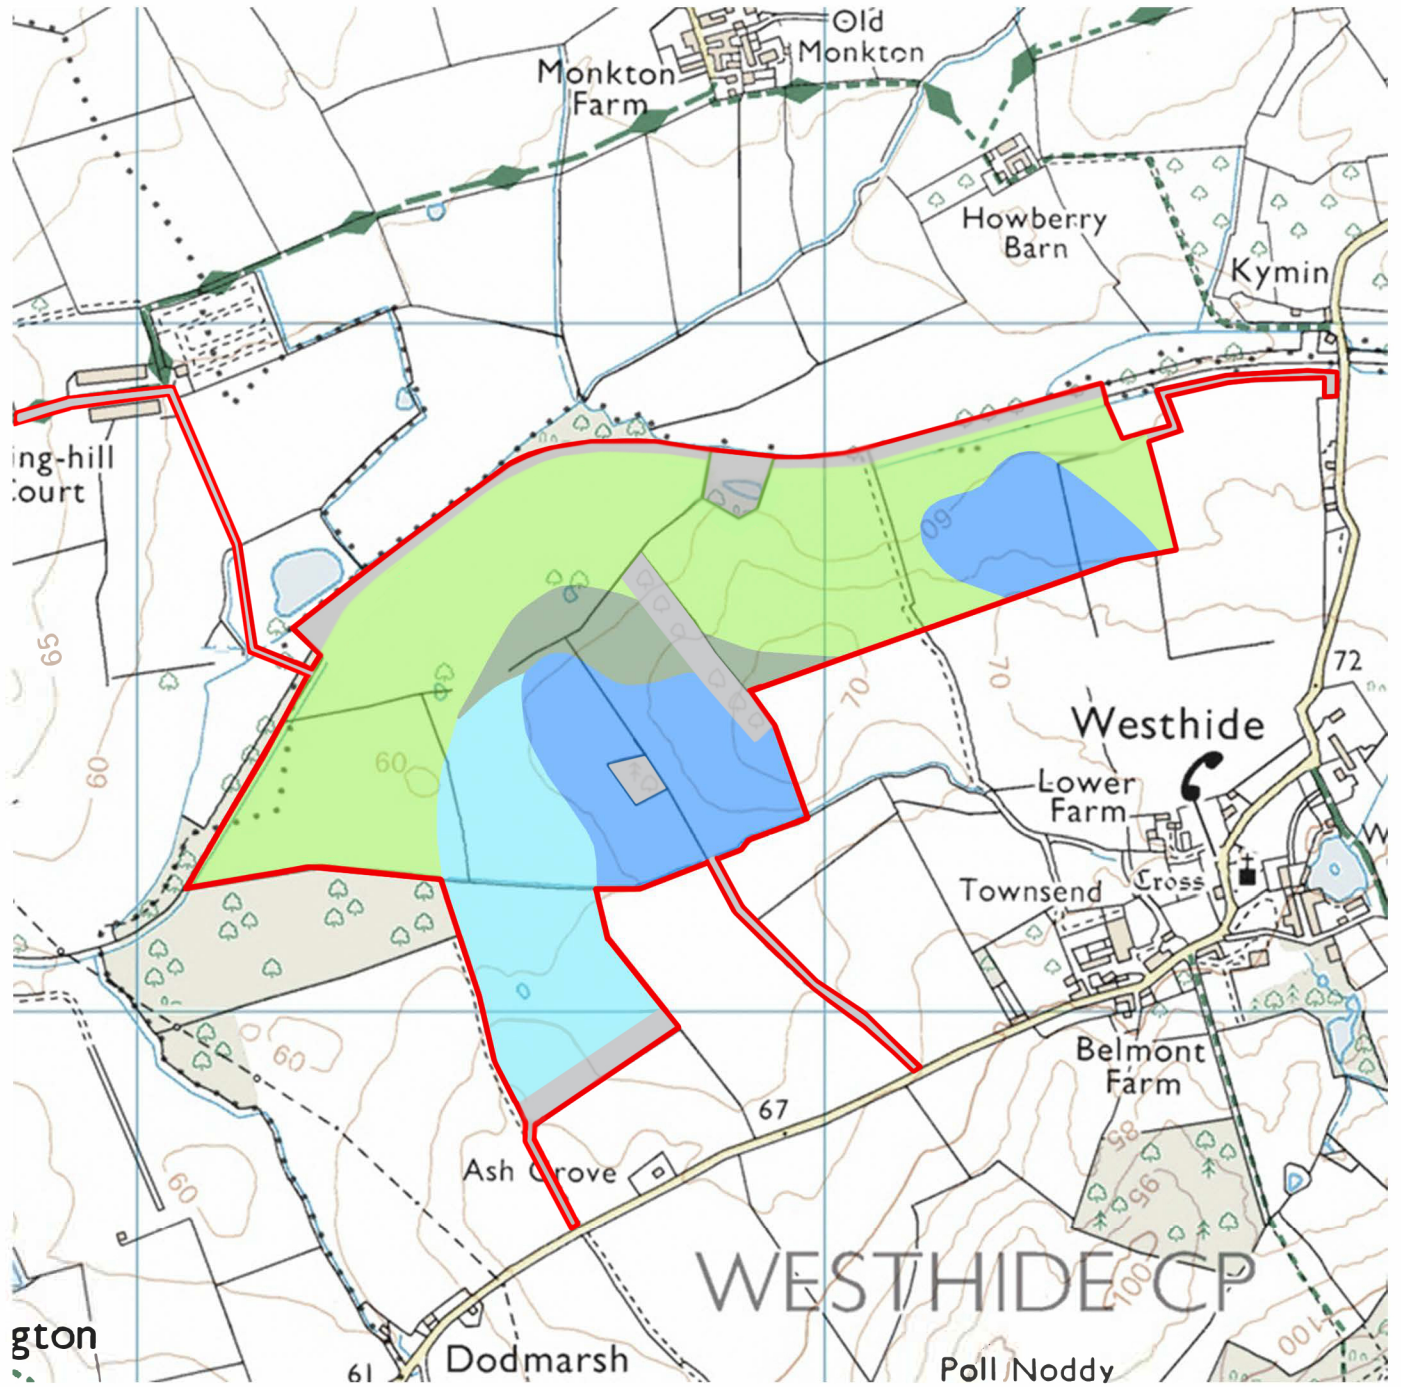 Old
Monkton
Monkton
Farm
Howberry
Barn
Kymin
ing-hill
Court
60
65
60
60
70
70
72
Westhide
Lower
Farm
W
Townsend
Cross
Belmont
Farm
60
67
85
95
60
Ash Grove
WESTHIDE CP
100
100
gton
Dodmarsh
61
Poll Noddy